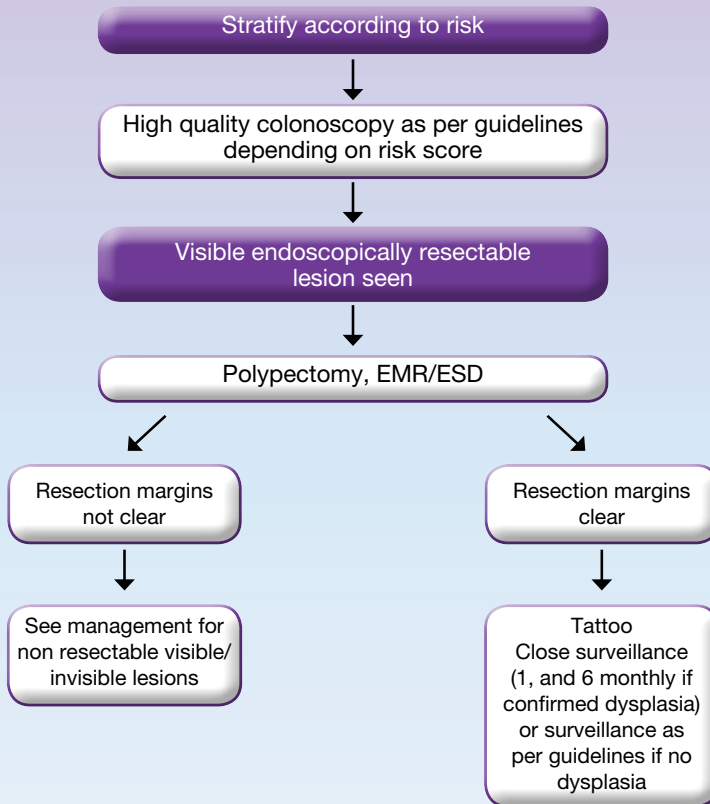 Stratify according to risk
High quality colonoscopy as per guidelines
depending on risk score
Visible endoscopically resectable
lesion seen
Polypectomy, EMR/ESD
Resection margins
not clear
Resection margins
clear
See management for
non resectable visible/
invisible lesions
Tattoo
Close surveillance
(1, and 6 monthly if
confirmed dysplasia)
or surveillance as
per guidelines if no
dysplasia